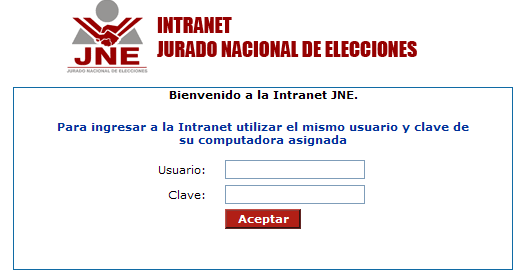 INTRANET
JURADO NACIONAL DE ELECCIONES
JNE
JURADO NACIONAL DE ELECCIONES
Bienvenido a la Intranet JNE.
Para ingresar a la Intranet utilizar el mismo usuario y clave de
su computadora asignada
Usuario:
Clave:
Aceptar